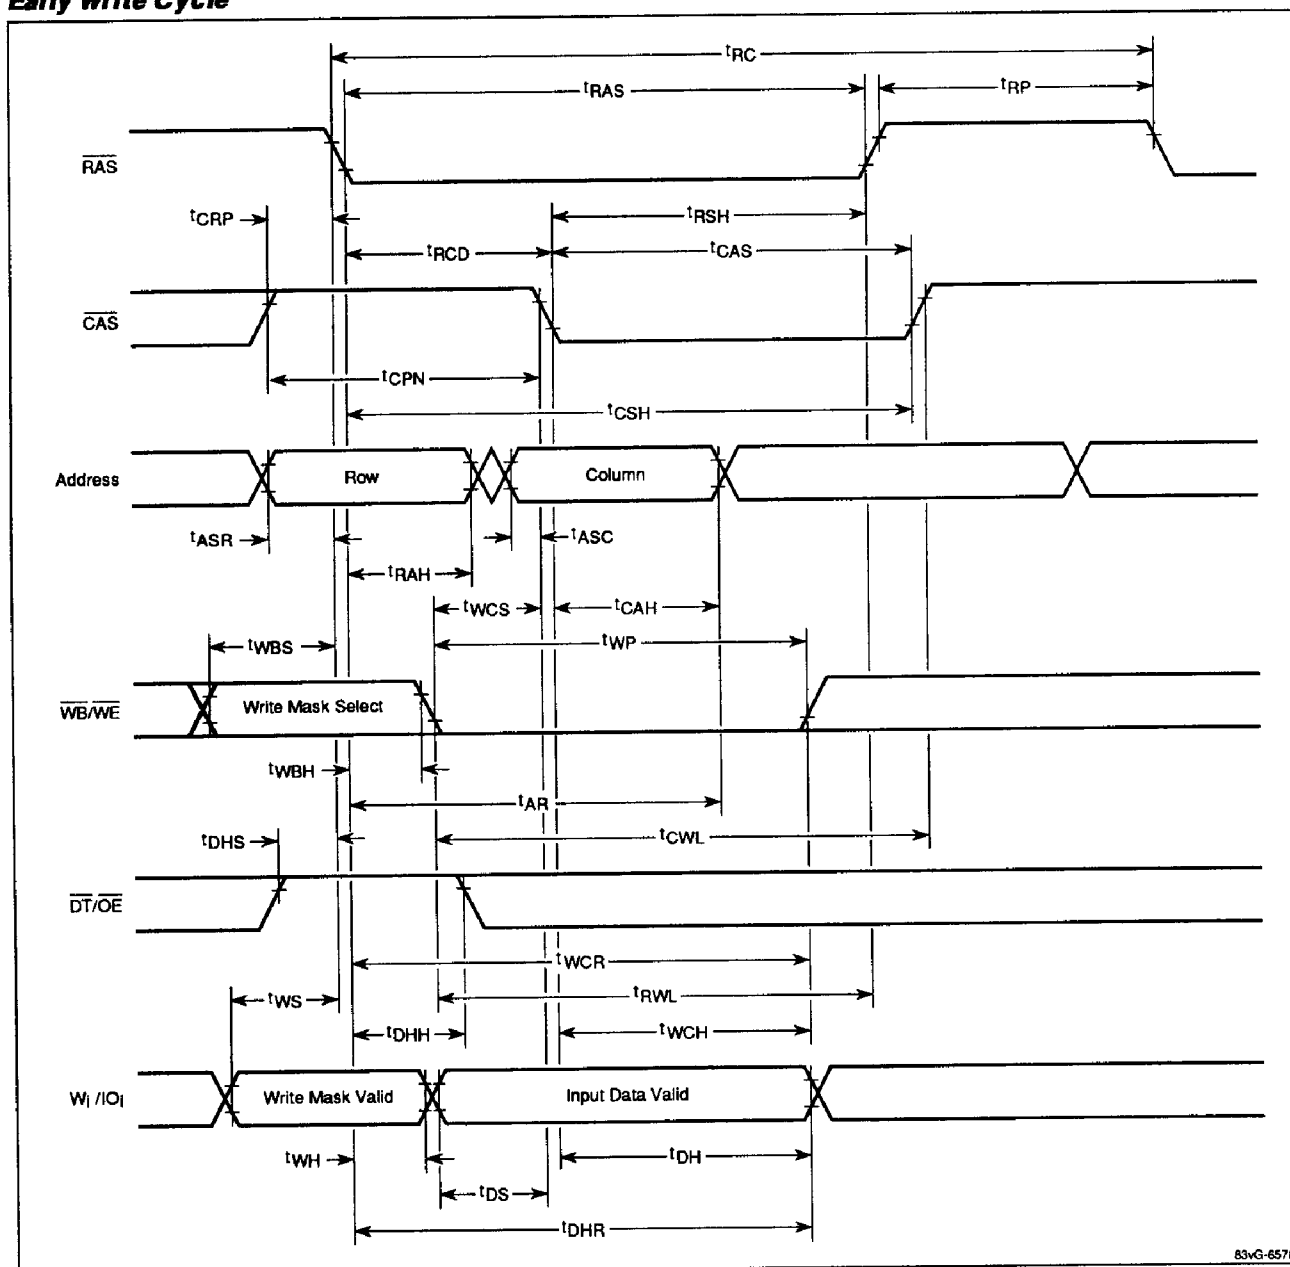 Early Write Cycle
tRC
tRAS
tRP
RAS
tCRP
tRSH
tRCD
tCAS
CAS
tCPN
tCSH
Address
Row
Column
tASR
tASC
tRAH
tWCS
tCAH
tWBS
tWP
WB/WE
Write Mask Select
tWBH
tAR
tDHS
tCWL
DT/OE
tWCR
tWS
tRWL
tDHH
tWCH
Wi /IOi
Write Mask Valid
Input Data Valid
tWH
tDH
tDS
tDHR